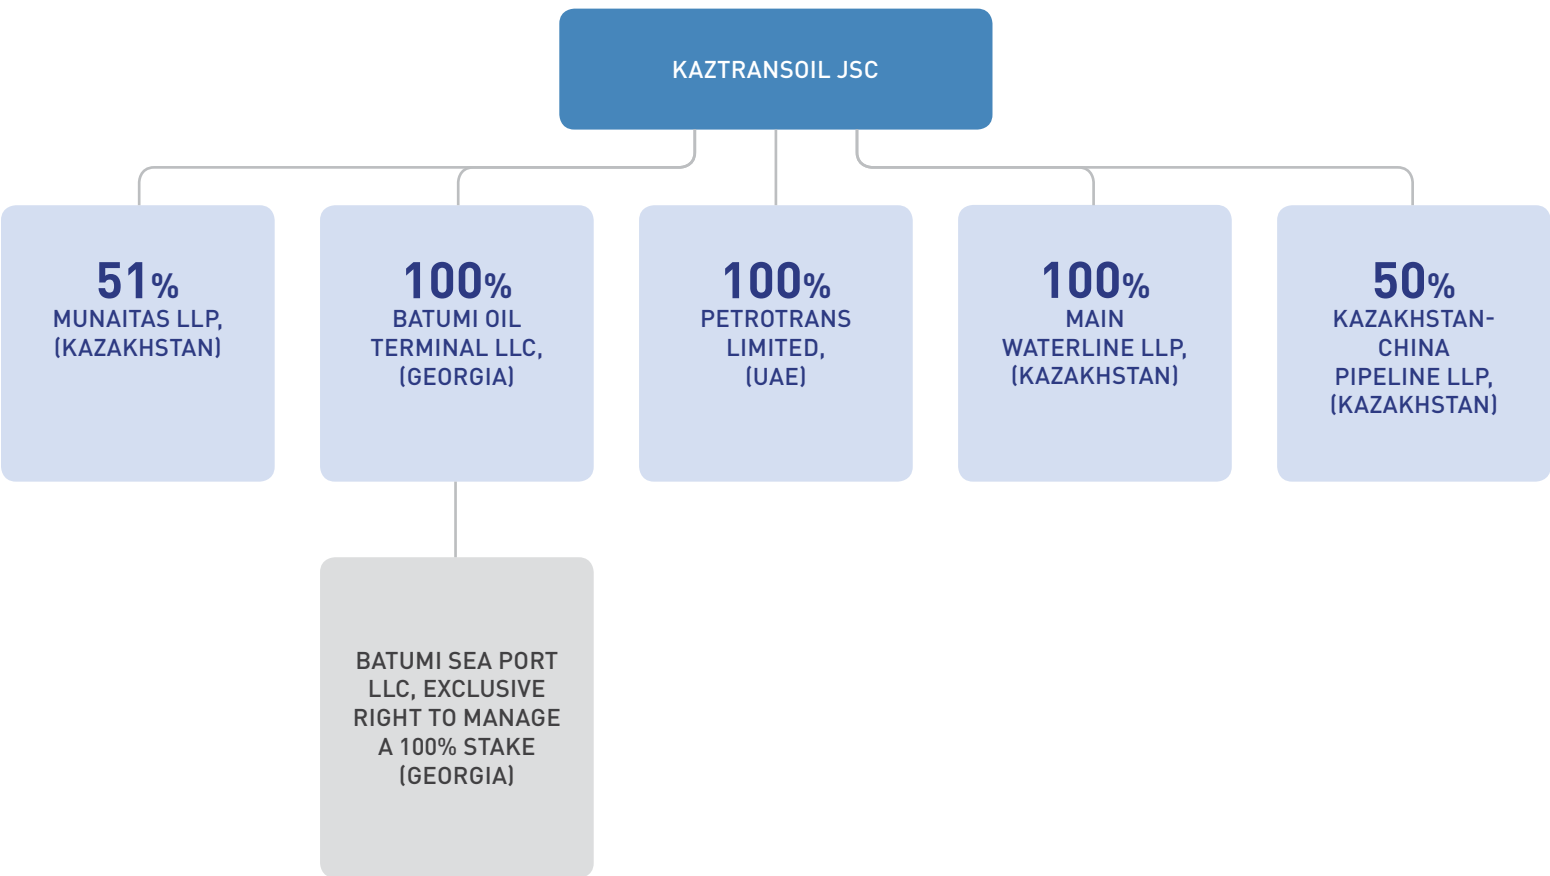 KAZTRANSOIL JSC
51%
MUNAITAS LLP,
(KAZAKHSTAN)
100%
BATUMI OIL
TERMINAL LLC,
(GEORGIA)
100%
PETROTRANS
LIMITED,
(UAE)
100%
MAIN
WATERLINE LLP,
(KAZAKHSTAN)
50%
KAZAKHSTAN-
CHINA
PIPELINE LLP,
(KAZAKHSTAN)
BATUMI SEA PORT
LLC, EXCLUSIVE
RIGHT TO MANAGE
A 100% STAKE
(GEORGIA)